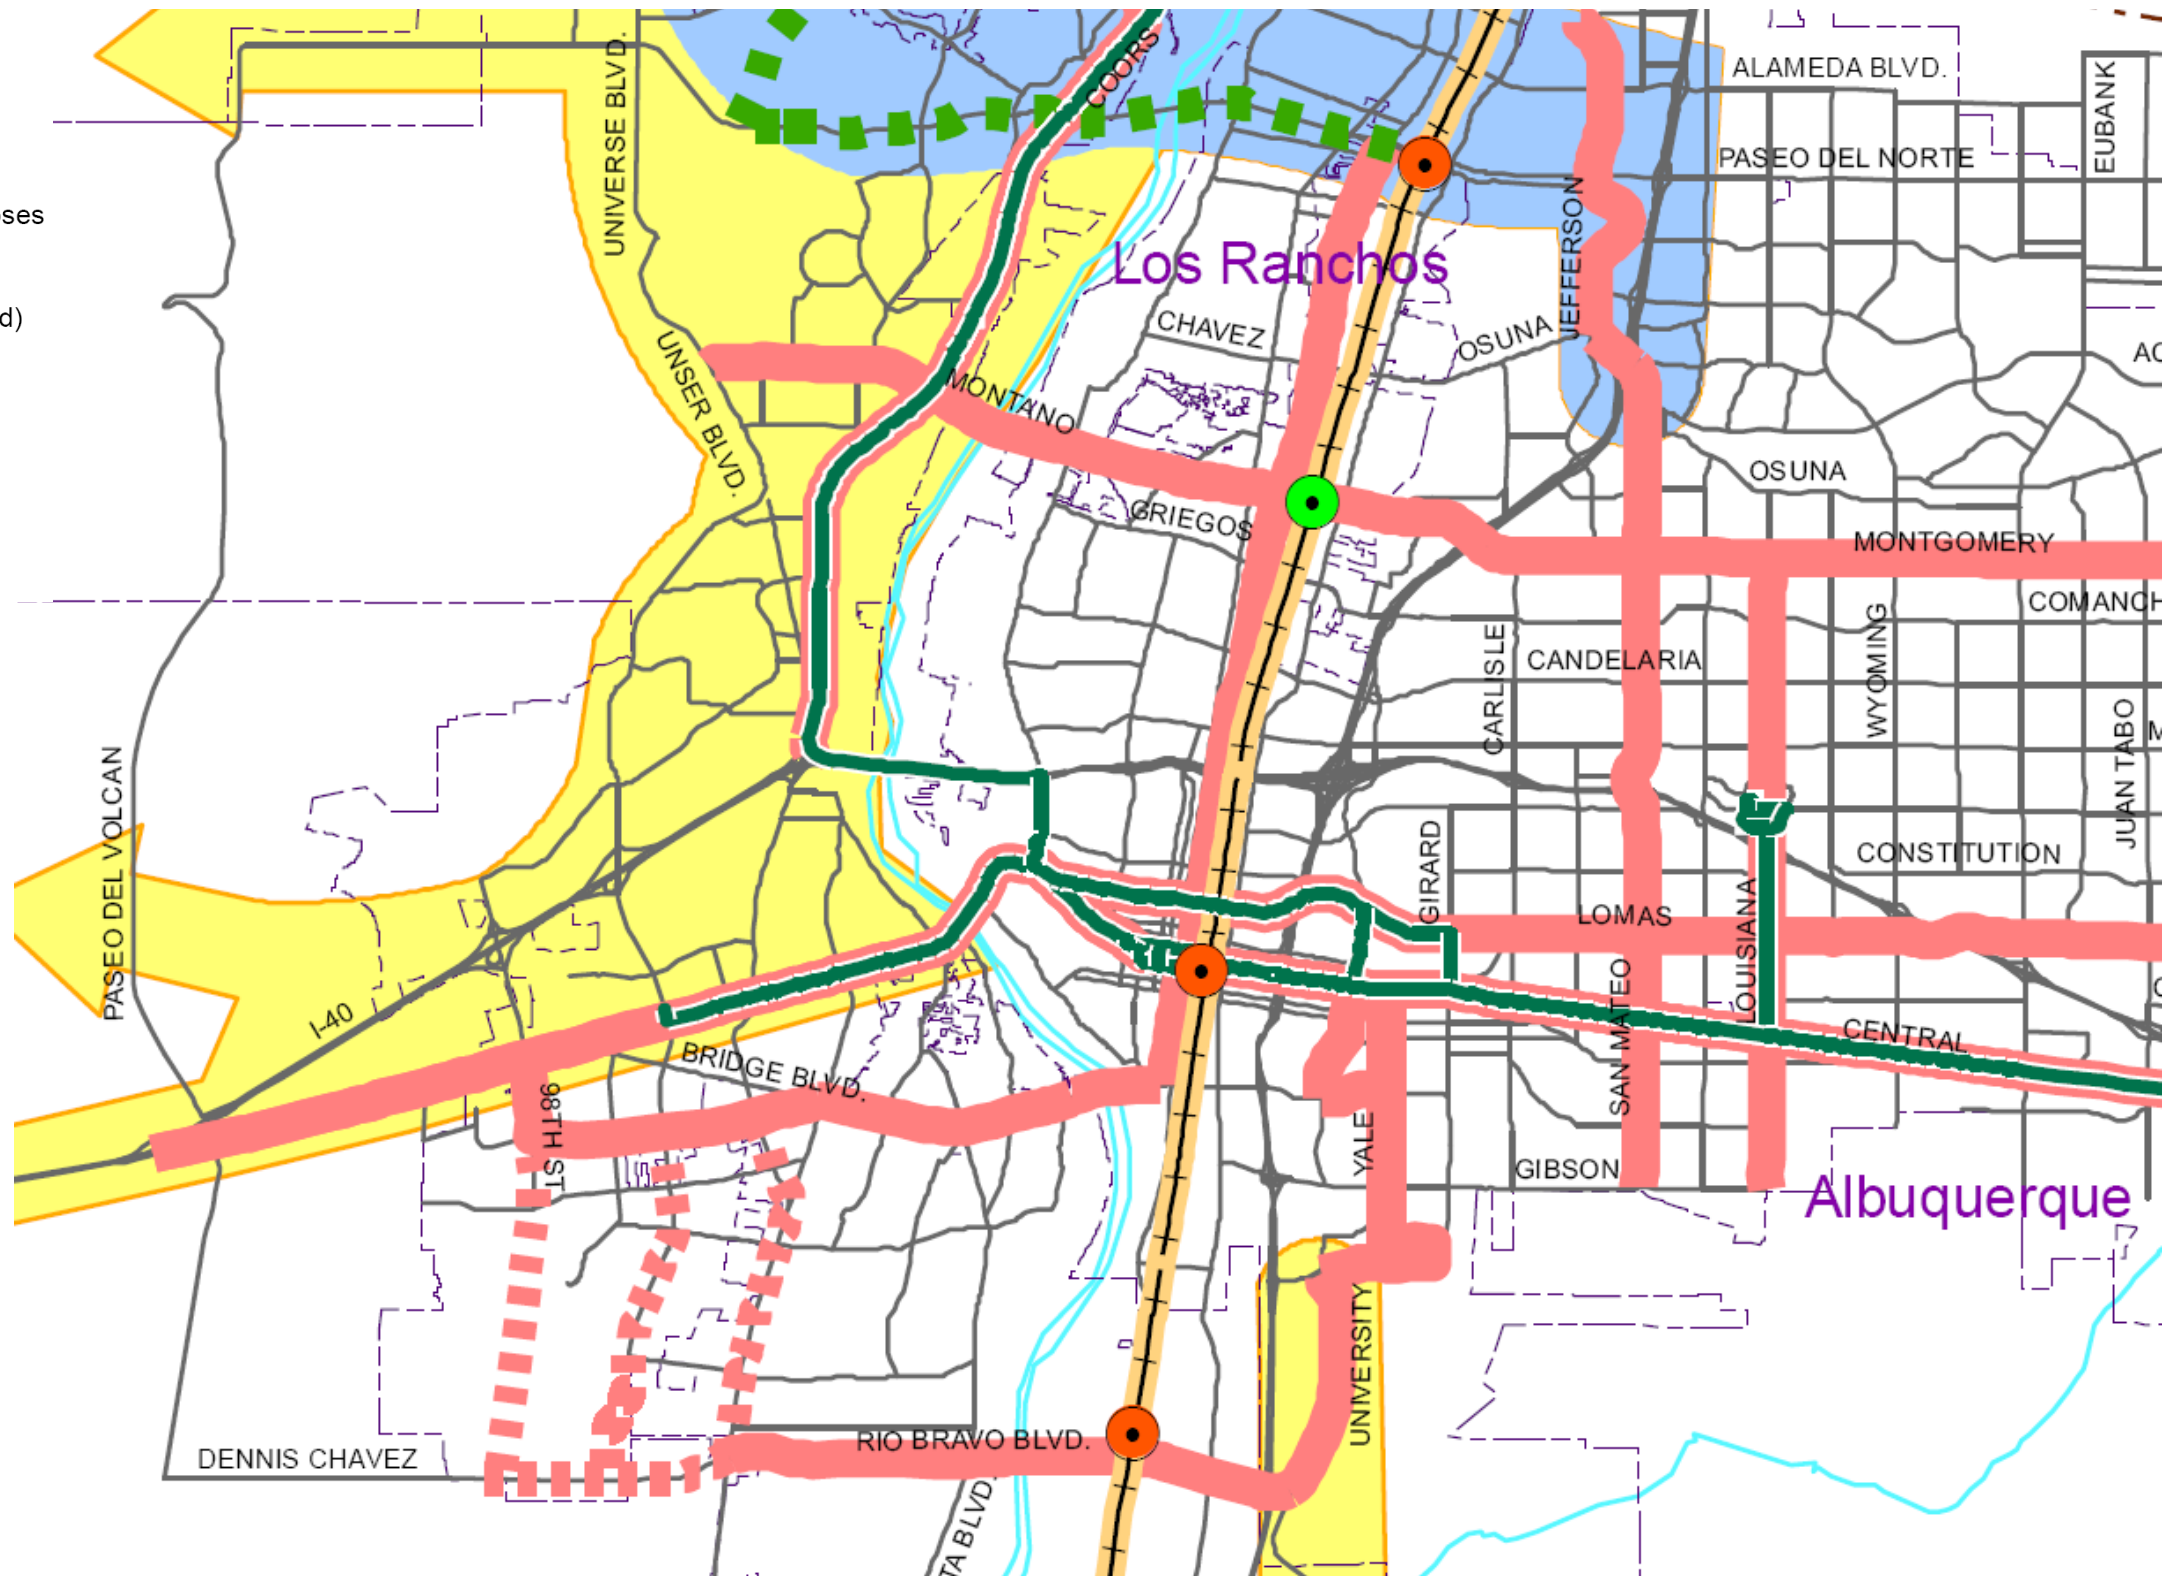 COORS
ALAMEDA BLVD.
EUBANK
UNIVERSE BLVD.
PASEO DEL NORTE
JEFFERSON
Los Ranchos
CHAVEZ
OSUNA
UNSER BLVD.
MONTANO
OSUNA
GRIEGOS
MONTGOMERY
COMANCH
CARLISLE
CANDELARIA
WYOMING
JUAN TABO
PASEO DEL VOLCAN
GIRARD
CONSTITUTION
LOUISIANA
LOMAS
SAN MATEO
I-40
CENTRAL
BRIDGE BLVD.
98TH ST
YALE
GIBSON
Albuquerque
UNIVERSITY
RIO BRAVO BLVD.
DENNIS CHAVEZ
TA BLVD.